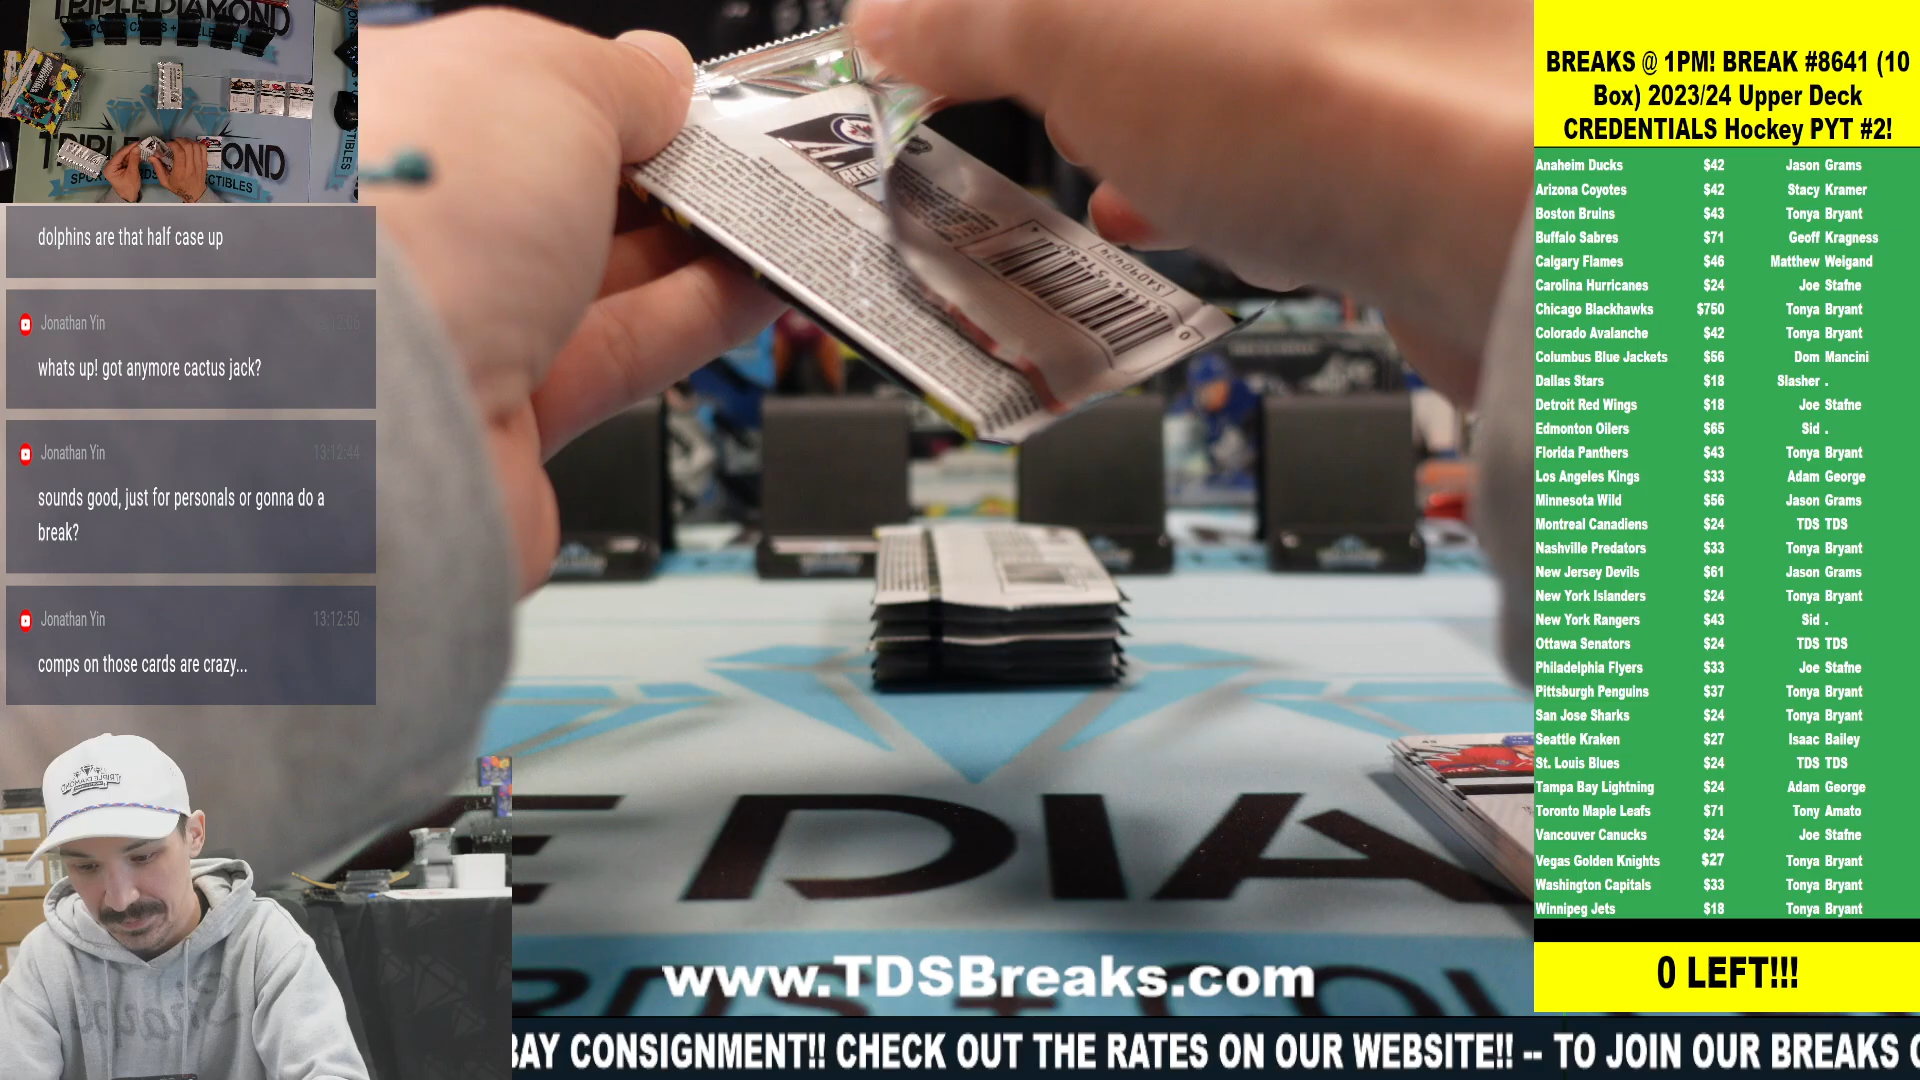 TRIPLE DIAMOND
TRIPLE DIAMOND
dolphins are that half case up
Jonathan Yin
whats up! got anymore cactus jack?
Jonathan Yin 13:12:44
sounds good, just for personals or gonna do a
break?
Jonathan Yin 13:12:50
comps on those cards are crazy...
E DIA
www.TDSBreaks.com
BAY CONSIGNMENT!! CHECK OUT THE RATES ON OUR WEBSITE!! -- TO JOIN OUR BREAKS
BREAKS @ 1PM! BREAK #8641 (10
Box) 2023/24 Upper Deck
CREDENTIALS Hockey PYT #2!
Anaheim Ducks $42 Jason Grams
Arizona Coyotes $42 Stacy Kramer
Boston Bruins $43 Tonya Bryant
Buffalo Sabres $71 Geoff Kragness
Calgary Flames $46 Matthew Weigand
Carolina Hurricanes $24 Joe Stafne
Chicago Blackhawks $750 Tonya Bryant
Colorado Avalanche $42 Tonya Bryant
Columbus Blue Jackets $56 Dom Mancini
Dallas Stars $18 Slasher .
Detroit Red Wings $18 Joe Stafne
Edmonton Oilers $65 Sid .
Florida Panthers $43 Tonya Bryant
Los Angeles Kings $33 Adam George
Minnesota Wild $56 Jason Grams
Montreal Canadiens $24 TDS TDS
Nashville Predators $33 Tonya Bryant
New Jersey Devils $61 Jason Grams
New York Islanders $24 Tonya Bryant
New York Rangers $43 Sid .
Ottawa Senators $24 TDS TDS
Philadelphia Flyers $33 Joe Stafne
Pittsburgh Penguins $37 Tonya Bryant
San Jose Sharks $24 Tonya Bryant
Seattle Kraken $27 Isaac Bailey
St. Louis Blues $24 TDS TDS
Tampa Bay Lightning $24 Adam George
Toronto Maple Leafs $71 Tony Amato
Vancouver Canucks $24 Joe Stafne
Vegas Golden Knights $27 Tonya Bryant
Washington Capitals $33 Tonya Bryant
Winnipeg Jets $18 Tonya Bryant
0 LEFT!!!